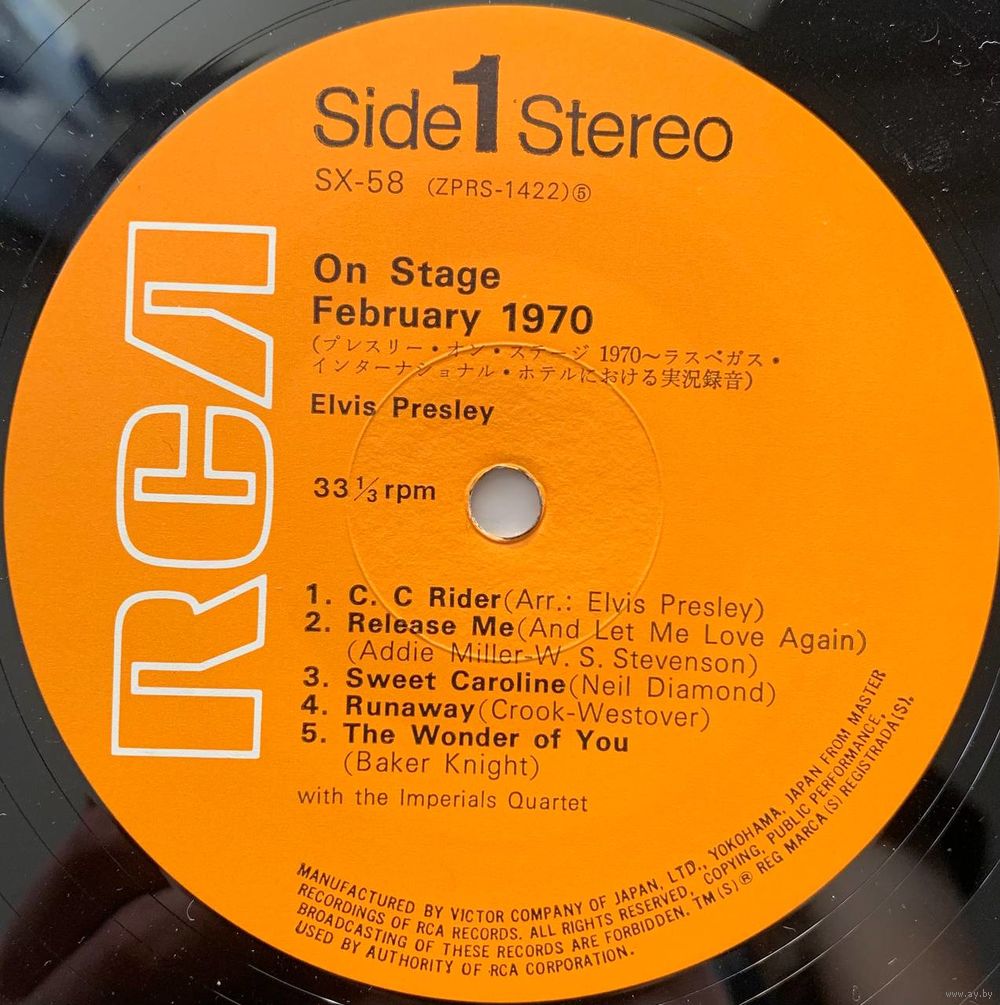 Side 1 Stereo
SX-58 (ZPRS-1422)⑤
On Stage
February 1970
(プレスリー・オン・ステージ 1970〜ラスベガス・
インターナショナル・ホテルにおける実況録音)
Elvis Presley
33 1/3 rpm
RCA
1. C. C Rider(Arr.: Elvis Presley)
2. Release Me(And Let Me Love Again)
(Addie Miller-W. S. Stevenson)
3. Sweet Caroline(Neil Diamond)
4. Runaway(Crook-Westover)
5. The Wonder of You
(Baker Knight)
with the Imperials Quartet
MANUFACTURED BY VICTOR COMPANY OF JAPAN, LTD., YOKOHAMA, JAPAN FROM MASTER
RECORDINGS OF RCA RECORDS. ALL RIGHTS RESERVED, COPYING, PUBLIC PERFORMANCE,
BROADCASTING OF THESE RECORDS ARE FORBIDDEN. TM(S)® REG MARCA(S) REGISTRADA(S).
USED BY AUTHORITY OF RCA CORPORATION.
www.ay.by